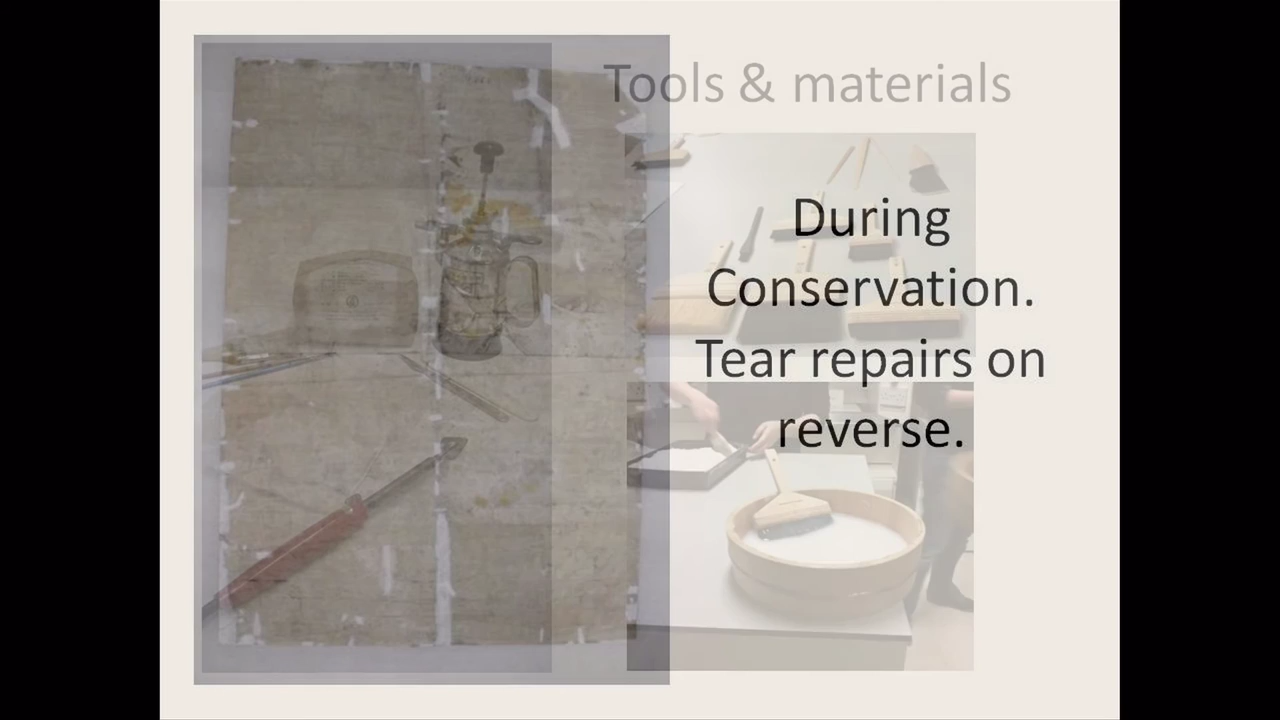 Tools & materials
During
Conservation.
Tear repairs on
reverse.